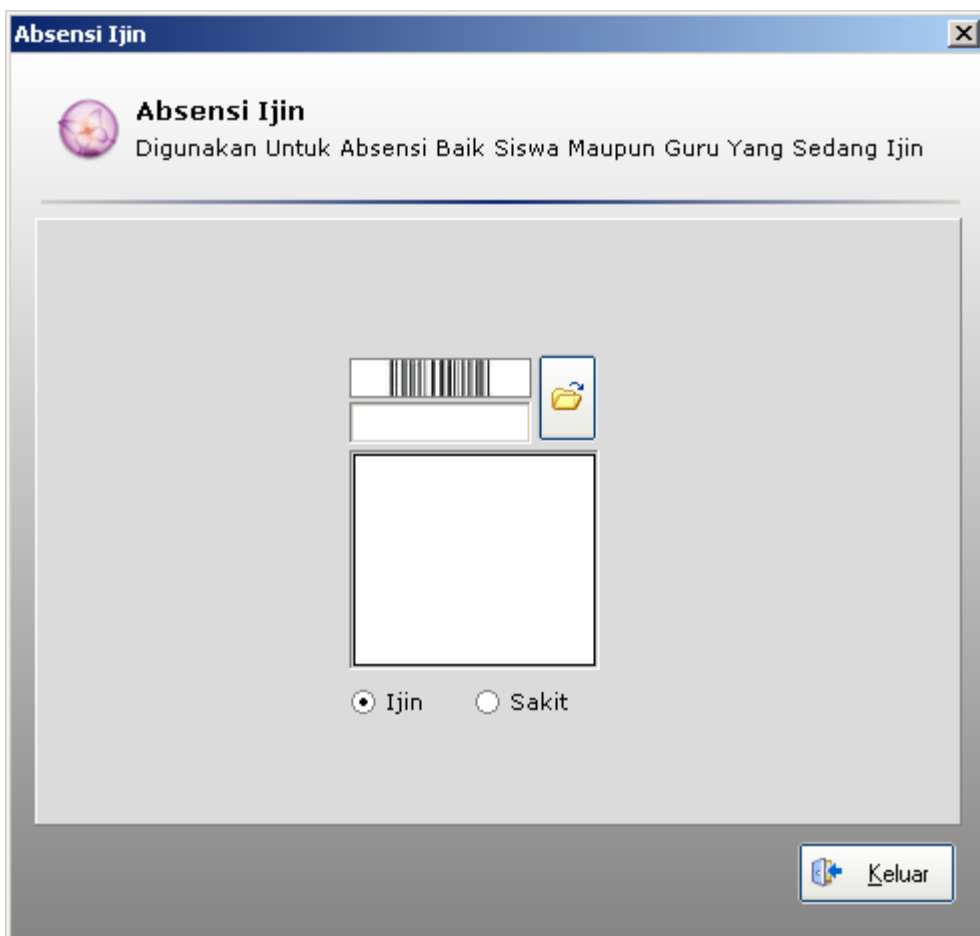 Absensi Ijin
Absensi Ijin
Digunakan Untuk Absensi Baik Siswa Maupun Guru Yang Sedang Ijin
Ijin Sakit
Keluar